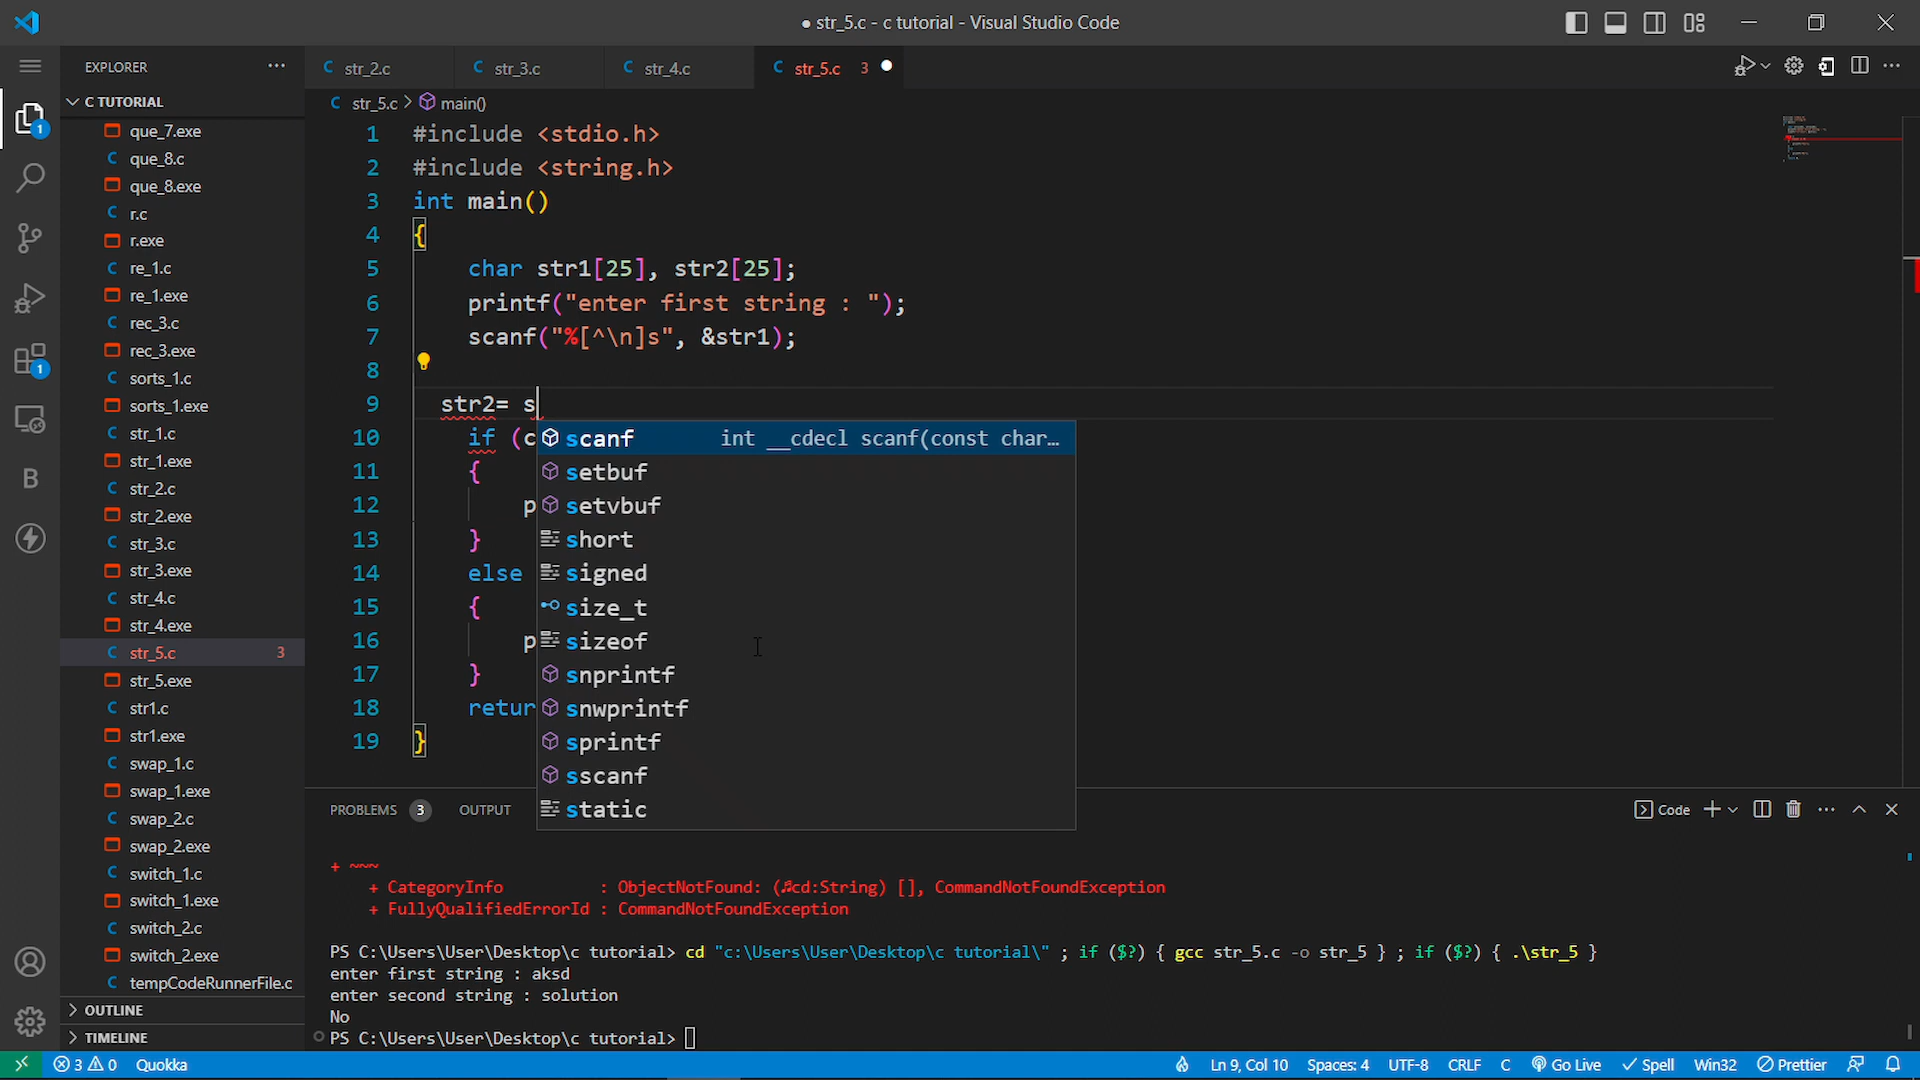 ● str_5.c - c tutorial - Visual Studio Code
EXPLORER
C TUTORIAL
que_7.exe
que_8.c
que_8.exe
r.c
r.exe
re_1.c
re_1.exe
rec_3.c
rec_3.exe
sorts_1.c
sorts_1.exe
str_1.c
str_1.exe
str_2.c
str_2.exe
str_3.c
str_3.exe
str_4.c
str_4.exe
str_5.c 3
str_5.exe
str1.c
str1.exe
swap_1.c
swap_1.exe
swap_2.c
swap_2.exe
switch_1.c
switch_1.exe
switch_2.c
switch_2.exe
tempCodeRunnerFile.c
OUTLINE
TIMELINE
str_2.c str_3.c str_4.c str_5.c 3
str_5.c > main()
1 #include <stdio.h>
2 #include <string.h>
3 int main()
4 {
5 char str1[25], str2[25];
6 printf("enter first string : ");
7 scanf("%[^\n]s", &str1);
8
9 str2= s
10 if (c
11 {
12 p
13 }
14 else
15 {
16 p
17 }
18 retur
19 }
scanf int __cdecl scanf(const char…
setbuf
setvbuf
short
signed
size_t
sizeof
snprintf
snwprintf
sprintf
sscanf
static
PROBLEMS 3 OUTPUT
Code
+ ~~~
+ CategoryInfo : ObjectNotFound: (♬cd:String) [], CommandNotFoundException
+ FullyQualifiedErrorId : CommandNotFoundException
PS C:\Users\User\Desktop\c tutorial> cd "c:\Users\User\Desktop\c tutorial\" ; if ($?) { gcc str_5.c -o str_5 } ; if ($?) { .\str_5 }
enter first string : aksd
enter second string : solution
No
PS C:\Users\User\Desktop\c tutorial>
3 0 Quokka Ln 9, Col 10 Spaces: 4 UTF-8 CRLF C Go Live Spell Win32 Prettier